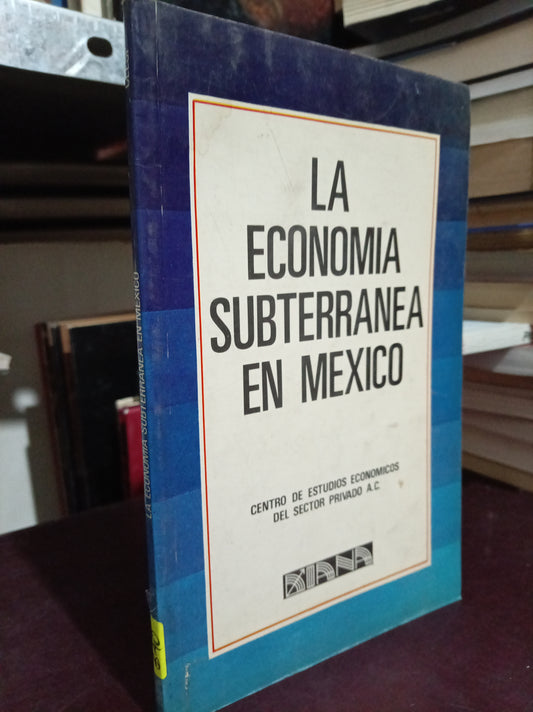 LA
ECONOMIA
SUBTERRANEA
EN MEXICO
CENTRO DE ESTUDIOS ECONOMICOS
DEL SECTOR PRIVADO A.C.
DIANA
LA ECONOMIA SUBTERRANEA EN MEXICO